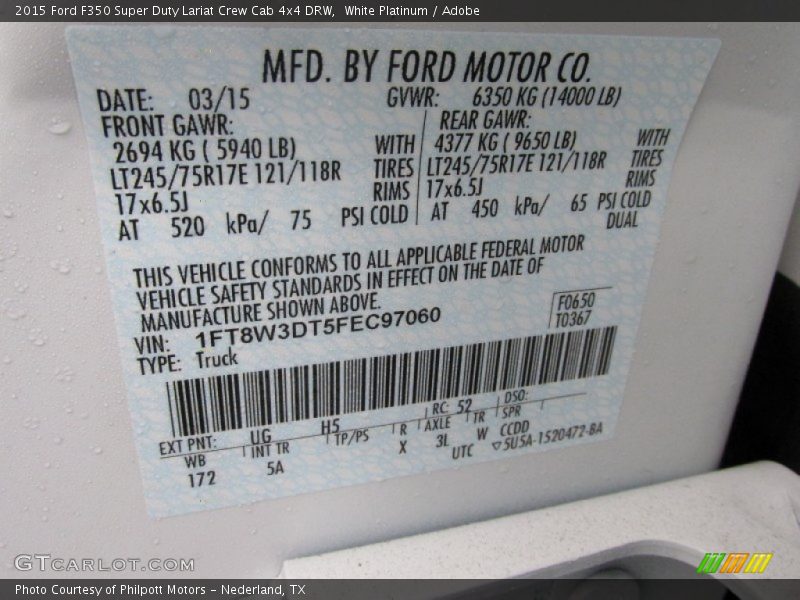 2015 Ford F350 Super Duty Lariat Crew Cab 4x4 DRW, White Platinum / Adobe
MFD. BY FORD MOTOR CO.
DATE: 03/15 GVWR: 6350 KG (14000 LB)
FRONT GAWR: REAR GAWR:
2694 KG ( 5940 LB) WITH 4377 KG ( 9650 LB) WITH
LT245/75R17E 121/118R TIRES LT245/75R17E 121/118R TIRES
17x6.5J RIMS 17x6.5J RIMS
AT 520 kPa/ 75 PSI COLD AT 450 kPa/ 65 PSI COLD
DUAL
THIS VEHICLE CONFORMS TO ALL APPLICABLE FEDERAL MOTOR
VEHICLE SAFETY STANDARDS IN EFFECT ON THE DATE OF
MANUFACTURE SHOWN ABOVE.
VIN: 1FT8W3DT5FEC97060 F0650
TYPE: Truck T0367
EXT PNT: UG H5 RC: 52 DSO:
WB INT TR TP/PS R AXLE TR SPR
172 5A X 3L W CCDD
UTC ▽5U5A-1520472-BA
GTCARLOT.COM
Photo Courtesy of Philpott Motors - Nederland, TX